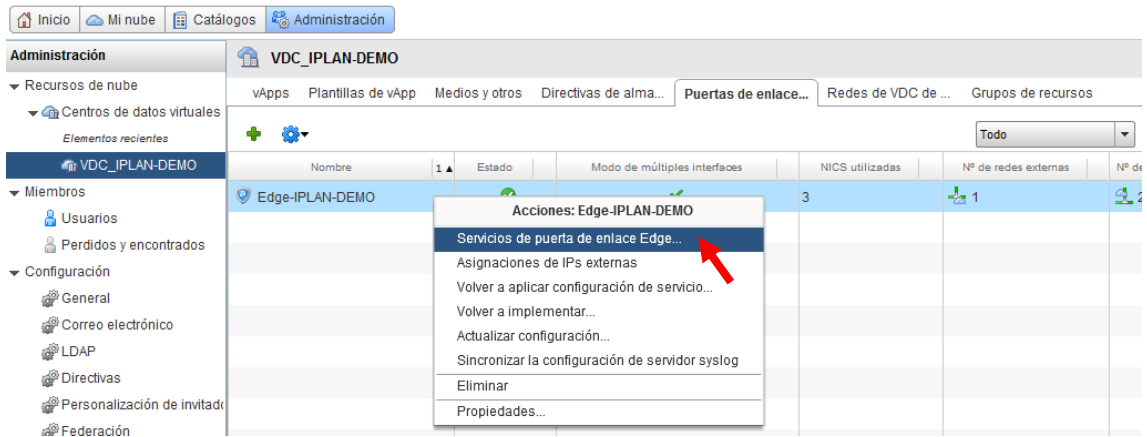 Inicio Mi nube Catálogos Administración
Administración
VDC_IPLAN-DEMO
Recursos de nube
vApps Plantillas de vApp Medios y otros Directivas de alma... Puertas de enlace... Redes de VDC de ... Grupos de recursos
Centros de datos virtuales
Elementos recientes
Todo
VDC_IPLAN-DEMO
Nombre 1 Estado Modo de múltiples interfaces NICS utilizadas Nº de redes externas Nº de
Miembros
Edge-IPLAN-DEMO 3 1 2
Usuarios
Perdidos y encontrados
Configuración
General
Correo electrónico
LDAP
Directivas
Personalización de invitado
Federación
Acciones: Edge-IPLAN-DEMO
Servicios de puerta de enlace Edge...
Asignaciones de IPs externas
Volver a aplicar configuración de servicio...
Volver a implementar...
Actualizar configuración...
Sincronizar la configuración de servidor syslog
Eliminar
Propiedades...